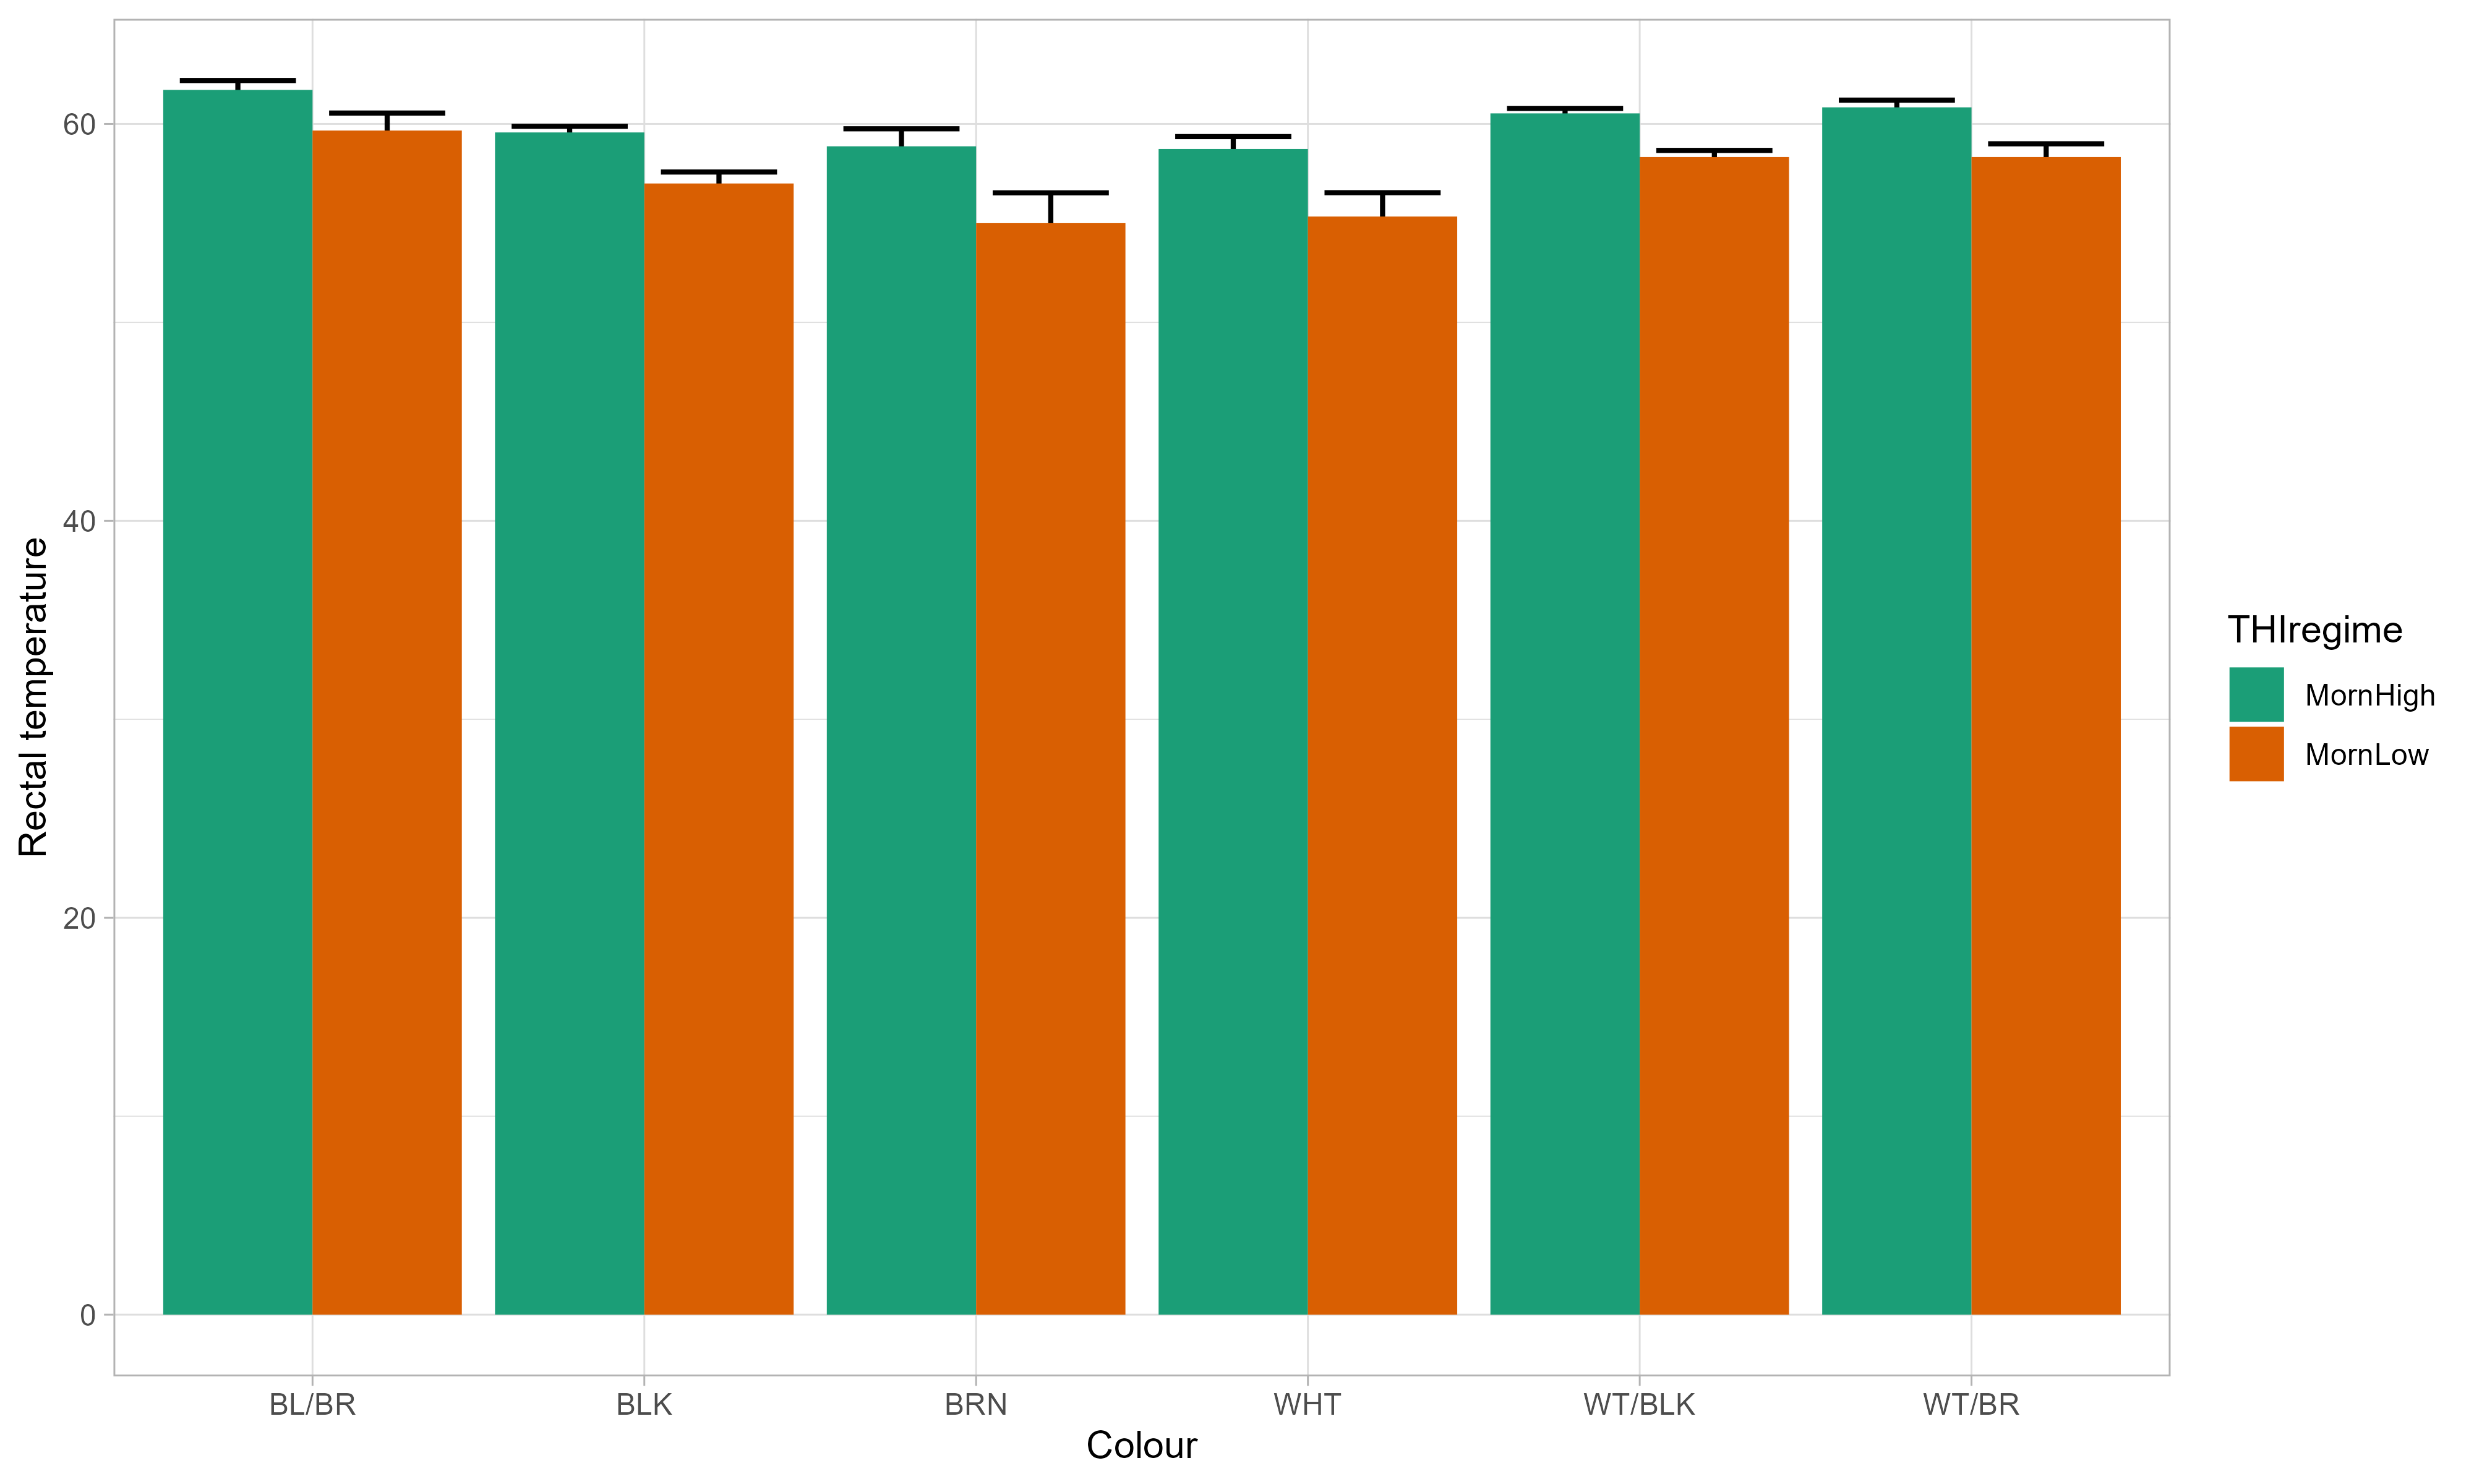 60
40
20
0
Rectal temperature
BL/BR
BLK
BRN
WHT
WT/BLK
WT/BR
Colour
THIregime
MornHigh
MornLow